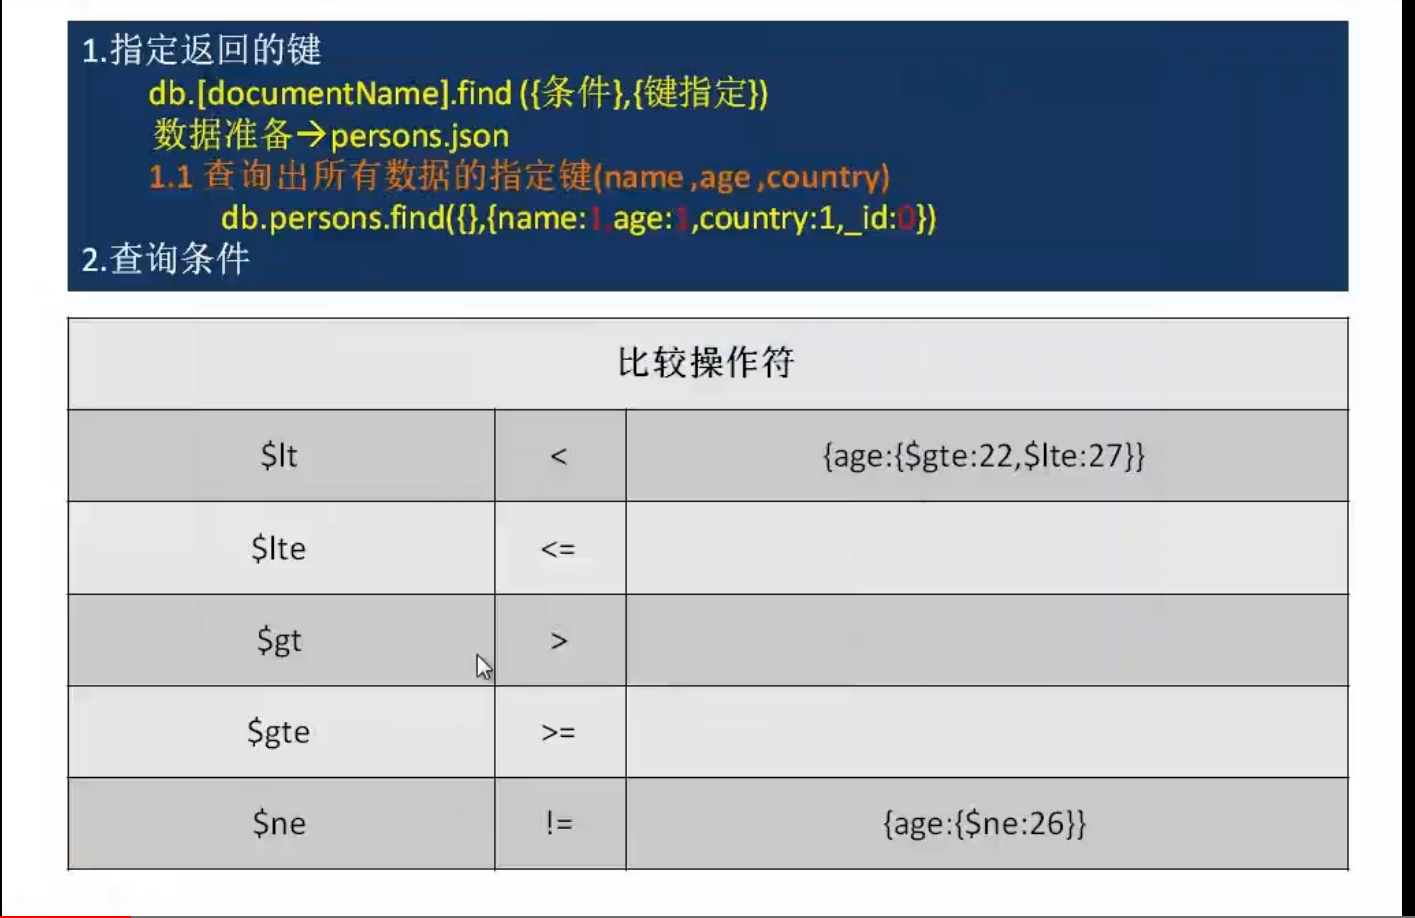 1.指定返回的键
db.[documentName].find ({条件},{键指定})
数据准备→persons.json
1.1 查询出所有数据的指定键(name ,age ,country)
db.persons.find({},{name:1,age:1,country:1,_id:0})
2.查询条件
比较操作符
$lt < {age:{$gte:22,$lte:27}}
$lte <=
$gt >
$gte >=
$ne != {age:{$ne:26}}